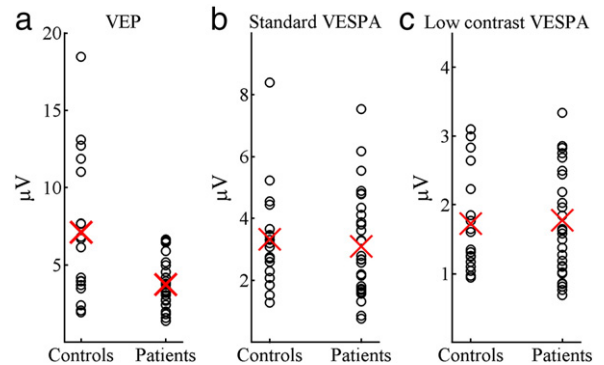 a VEP
20
15
10
5
µV
Controls Patients
b Standard VESPA
8
6
4
2
µV
Controls Patients
c Low contrast VESPA
4
3
2
1
µV
Controls Patients